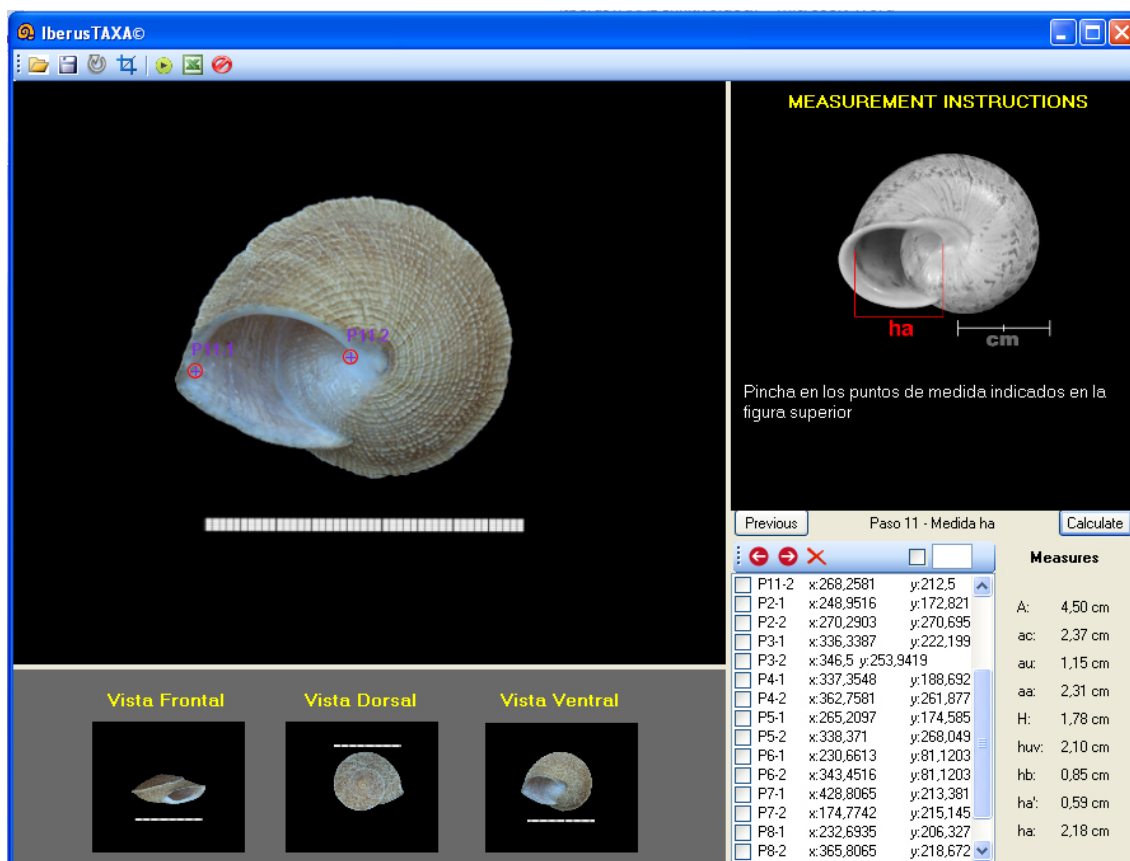 IberusTAXA©
MEASUREMENT INSTRUCTIONS
ha
cm
Pincha en los puntos de medida indicados en la
figura superior
P11.1
P11.2
Previous
Paso 11 - Medida ha
Calculate
Measures
P11-2 x:268,2581 y:212,5
P2-1 x:248,9516 y:172,821
P2-2 x:270,2903 y:270,695
P3-1 x:336,3387 y:222,199
P3-2 x:346,5 y:253,9419
P4-1 x:337,3548 y:188,692
P4-2 x:362,7581 y:261,877
P5-1 x:265,2097 y:174,585
P5-2 x:338,371 y:268,049
P6-1 x:230,6613 y:81,1203
P6-2 x:343,4516 y:81,1203
P7-1 x:428,8065 y:213,381
P7-2 x:174,7742 y:215,145
P8-1 x:232,6935 y:206,327
P8-2 x:365,8065 y:218,672
A: 4,50 cm
ac: 2,37 cm
au: 1,15 cm
aa: 2,31 cm
H: 1,78 cm
huv: 2,10 cm
hb: 0,85 cm
ha': 0,59 cm
ha: 2,18 cm
Vista Frontal
Vista Dorsal
Vista Ventral